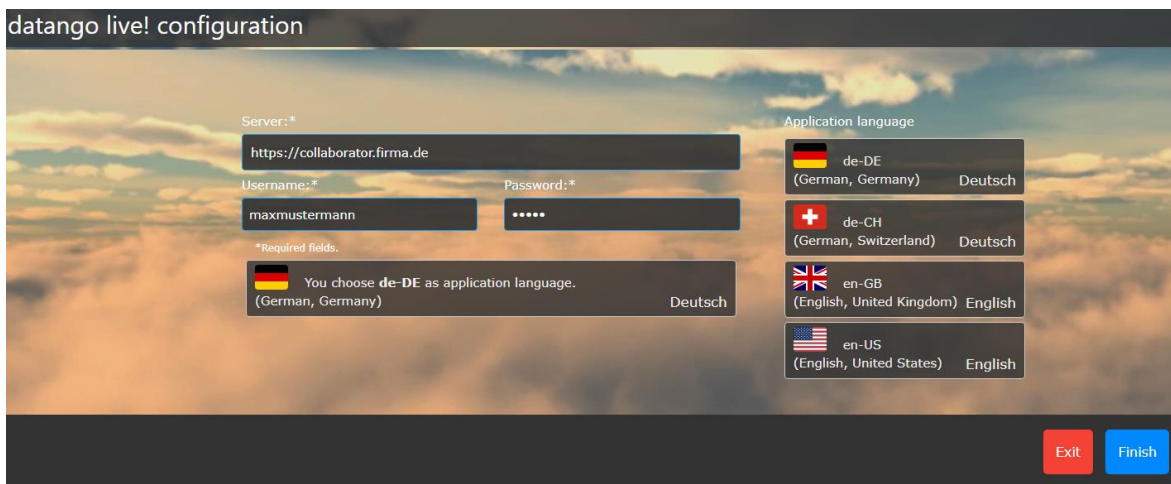 datango live! configuration
Server:*
https://collaborator.firma.de
Username:*
Password:*
maxmustermann
•••••
*Required fields.
You choose de-DE as application language.
(German, Germany)
Deutsch
Application language
de-DE
(German, Germany)
Deutsch
de-CH
(German, Switzerland)
Deutsch
en-GB
(English, United Kingdom)
English
en-US
(English, United States)
English
Exit
Finish